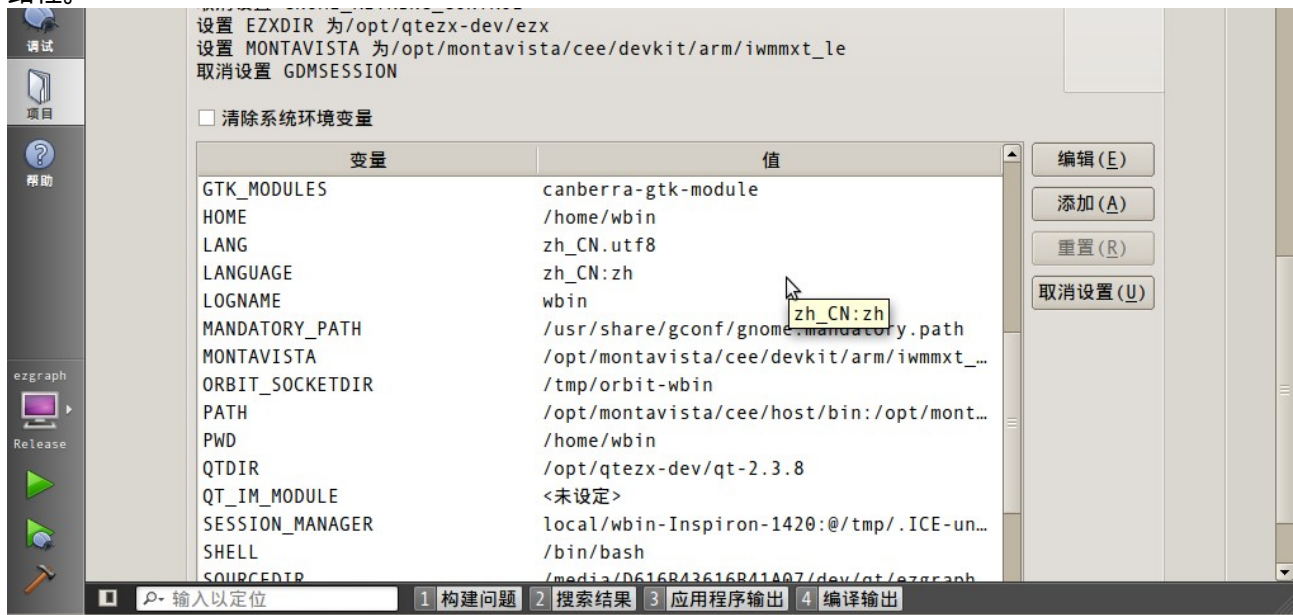 设置 EZXDIR 为/opt/qtezx-dev/ezx
设置 MONTAVISTA 为/opt/montavista/cee/devkit/arm/iwmmxt_le
取消设置 GDMSESSION
清除系统环境变量
变量 值
GTK_MODULES canberra-gtk-module
HOME /home/wbin
LANG zh_CN.utf8
LANGUAGE zh_CN:zh
LOGNAME wbin
zh_CN:zh
MANDATORY_PATH /usr/share/gconf/gnome.mandatory.path
MONTAVISTA /opt/montavista/cee/devkit/arm/iwmmxt_…
ORBIT_SOCKETDIR /tmp/orbit-wbin
PATH /opt/montavista/cee/host/bin:/opt/mont…
PWD /home/wbin
QTDIR /opt/qtezx-dev/qt-2.3.8
QT_IM_MODULE <未设定>
SESSION_MANAGER local/wbin-Inspiron-1420:@/tmp/.ICE-un…
SHELL /bin/bash
SOURCEDIR /media/D616B43616B41A07/dev/qt/ezgraph
编辑(E)
添加(A)
重置(R)
取消设置(U)
调试
项目
帮助
ezgraph
Release
输入以定位
1 构建问题 2 搜索结果 3 应用程序输出 4 编译输出